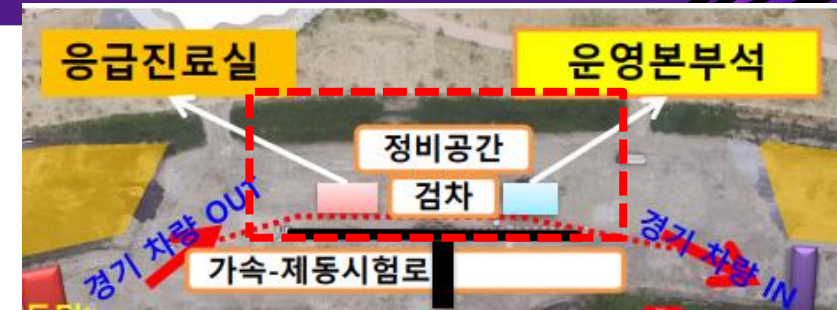 응급진료실
운영본부석
정비공간
검차
경기 차량 OUT
경기 차량 IN
가속-제동시험로